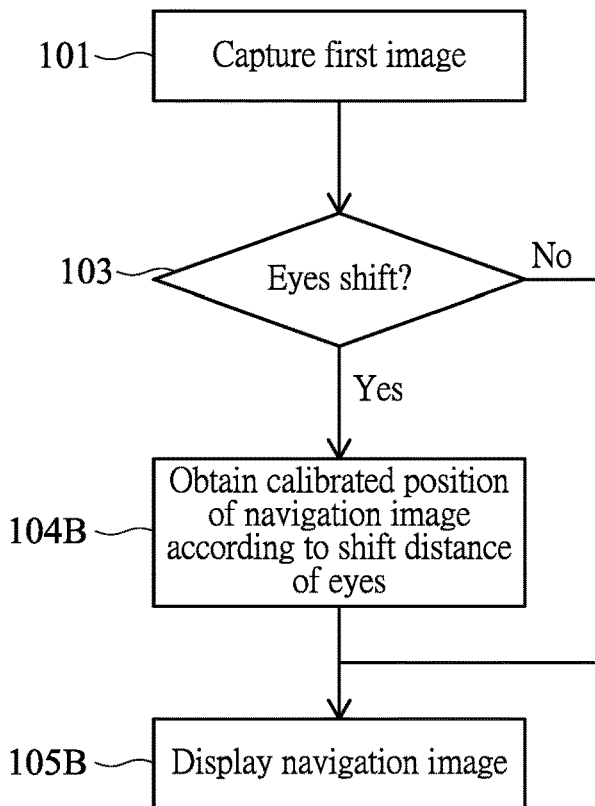 101
Capture first image
103
Eyes shift?
No
Yes
104B
Obtain calibrated position
of navigation image
according to shift distance
of eyes
105B
Display navigation image